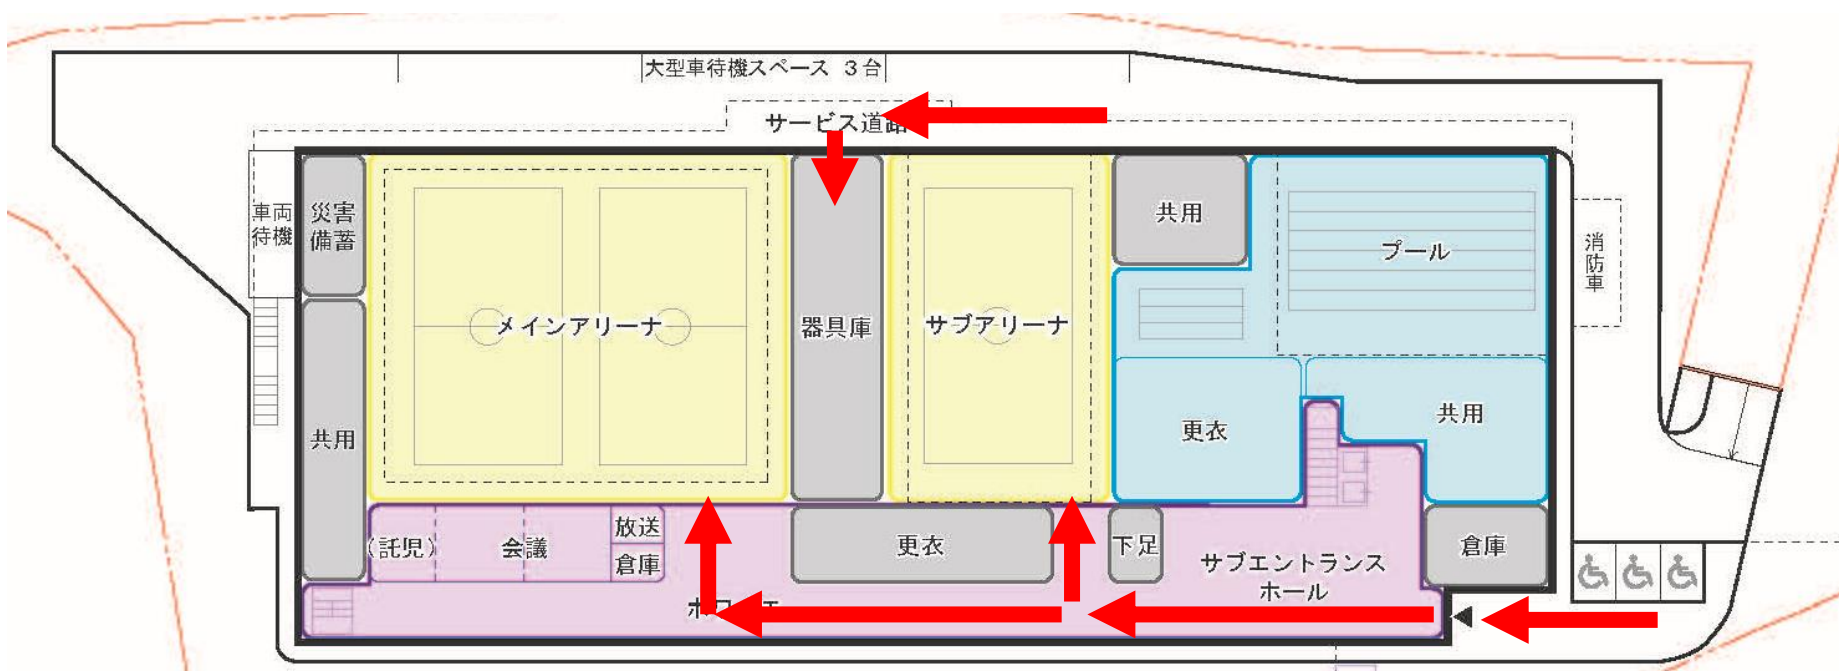 大型車待機スペース 3台
サービス道路
車両
待機
災害
備蓄
共用
プール
消
防
車
メインアリーナ
器具庫
サブアリーナ
共用
更衣
共用
(託児)
会議
放送
倉庫
更衣
下足
サブエントランス
ホール
倉庫